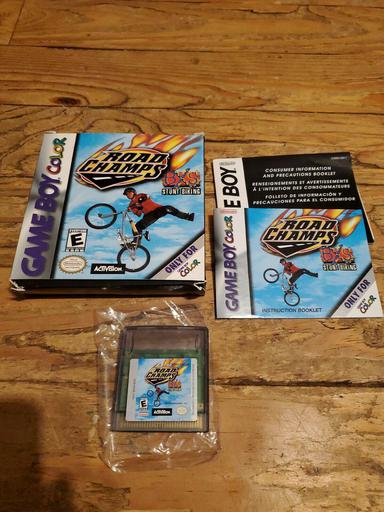 GAME BOY COLOR
ROAD
CHAMPS
BXS
STUNT BIKING
E
ACTIVISION
ONLY FOR
COLOR
BOY
CONSUMER INFORMATION
AND PRECAUTIONS BOOKLET
RENSEIGNEMENTS ET AVERTISSEMENTS
À L'INTENTION DES CONSOMMATEURS
FOLLETO DE INFORMACIÓN Y
PRECAUCIONES PARA EL CONSUMIDOR
GAME BOY COLOR
ROAD
CHAMPS
BXS
STUNT BIKING
ONLY FOR
COLOR
INSTRUCTION BOOKLET
ROAD
CHAMPS
BXS
E
ACTIVISION